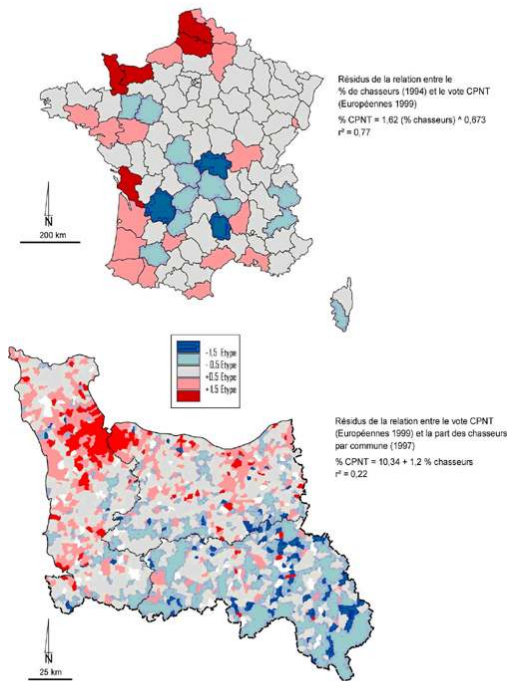 Résidus de la relation entre le
% de chasseurs (1994) et le vote CPNT
(Européennes 1999)
% CPNT = 1,62 (% chasseurs) ^ 0,673
r² = 0,77
N
200 km
-1,5 Etype
-0,5 Etype
+0,5 Etype
+1,5 Etype
Résidus de la relation entre le vote CPNT
(Européennes 1999) et la part des chasseurs
par commune (1997)
% CPNT = 10,34 + 1,2 % chasseurs
r² = 0,22
N
25 km